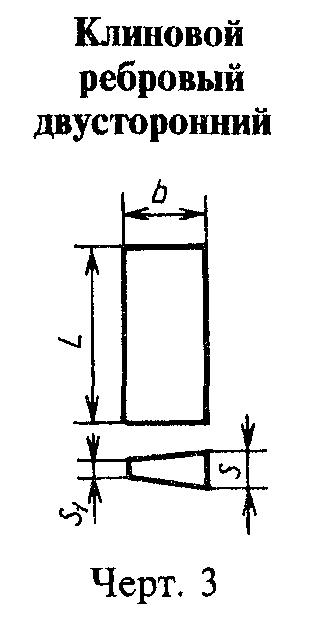 Клиновой
ребровый
двусторонний
b
L
S₁
S
Черт. 3